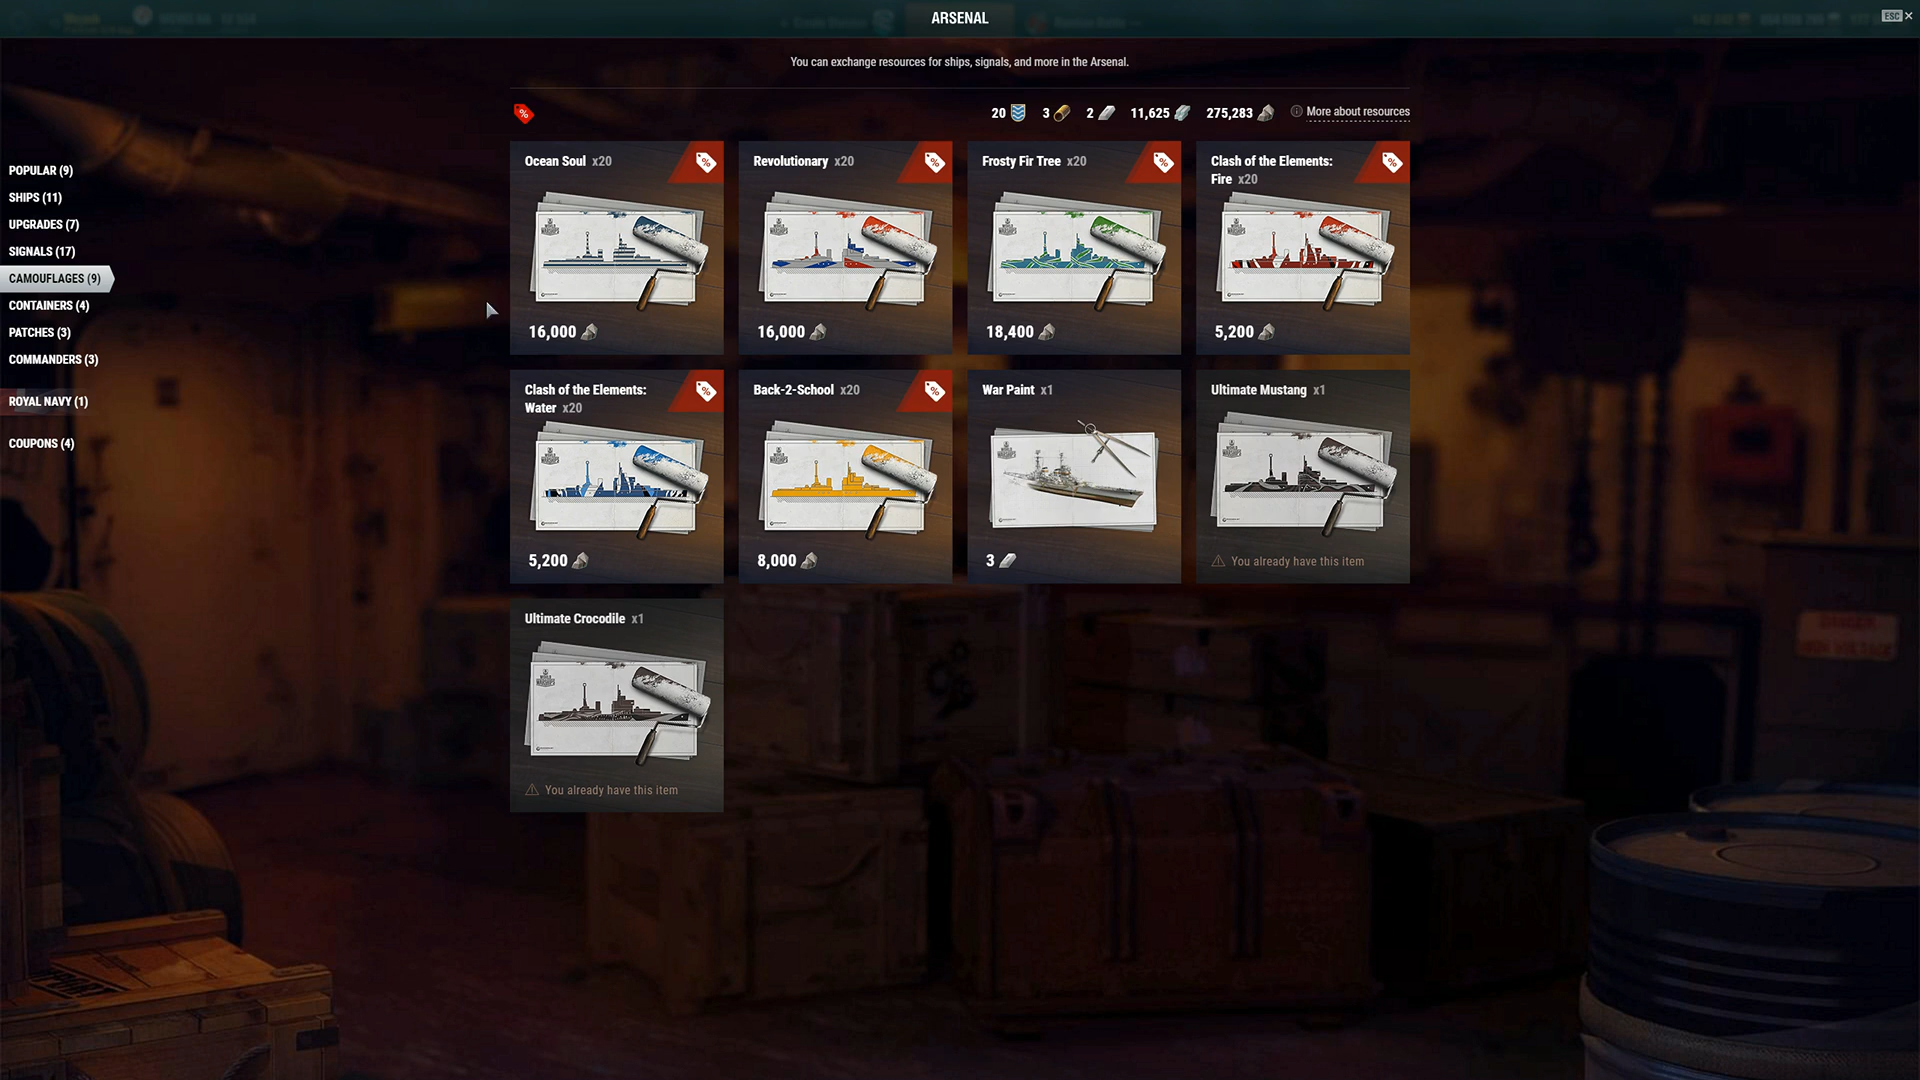 ARSENAL
ESC
You can exchange resources for ships, signals, and more in the Arsenal.
20 3 2 11,625 275,283 More about resources
POPULAR (9)
SHIPS (11)
UPGRADES (7)
SIGNALS (17)
CAMOUFLAGES (9)
CONTAINERS (4)
PATCHES (3)
COMMANDERS (3)
ROYAL NAVY (1)
COUPONS (4)
Ocean Soul x20
16,000
Revolutionary x20
16,000
Frosty Fir Tree x20
18,400
Clash of the Elements:
Fire x20
5,200
Clash of the Elements:
Water x20
5,200
Back-2-School x20
8,000
War Paint x1
3
Ultimate Mustang x1
You already have this item
Ultimate Crocodile x1
You already have this item